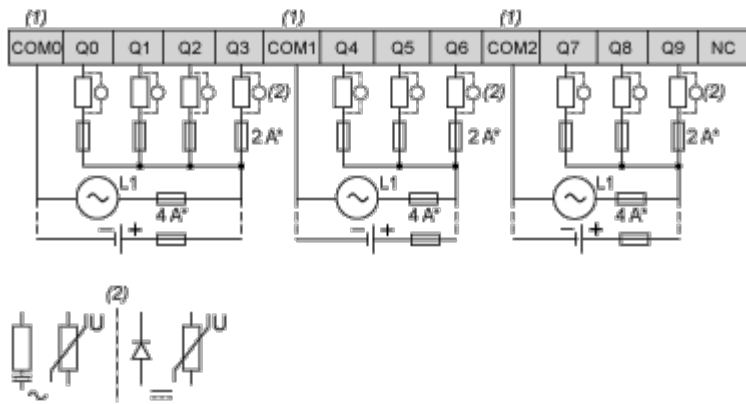 (1) (1) (1)
COM0 Q0 Q1 Q2 Q3 COM1 Q4 Q5 Q6 COM2 Q7 Q8 Q9 NC
(2) (2) (2)
2 A* 2 A* 2 A*
L1 L1 L1
4 A* 4 A* 4 A*
− + − + − +
(2)
U U